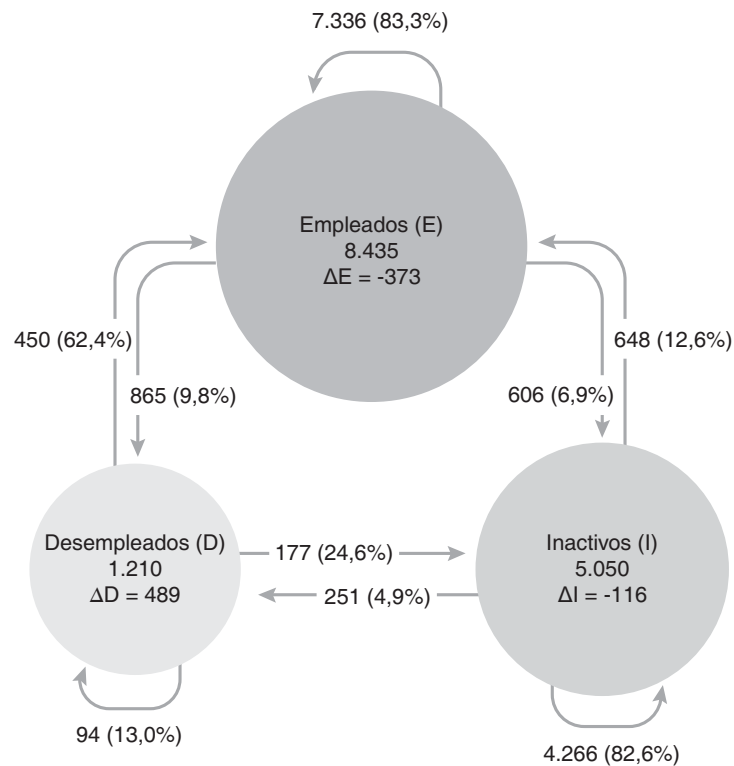 7.336 (83,3%)
Empleados (E)
8.435
ΔE = -373
450 (62,4%)
648 (12,6%)
865 (9,8%)
606 (6,9%)
Desempleados (D)
1.210
ΔD = 489
177 (24,6%)
251 (4,9%)
Inactivos (I)
5.050
ΔI = -116
94 (13,0%)
4.266 (82,6%)